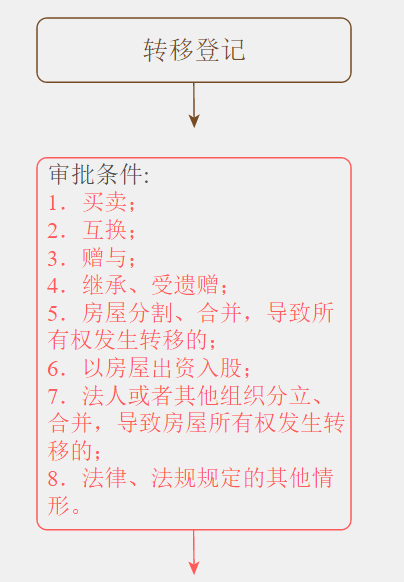 转移登记
审批条件:
1．买卖；
2．互换；
3．赠与；
4．继承、受遗赠；
5．房屋分割、合并，导致所
有权发生转移的；
6．以房屋出资入股；
7．法人或者其他组织分立、
合并，导致房屋所有权发生转
移的；
8．法律、法规规定的其他情
形。